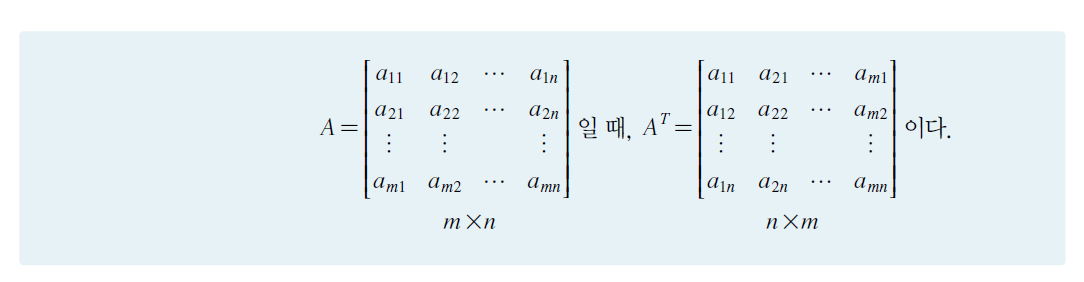 A = [a11 a12 ⋯ a1n; a21 a22 ⋯ a2n; ⋮ ⋮ ⋮; am1 am2 ⋯ amn] 일 때, A^T = [a11 a21 ⋯ am1; a12 a22 ⋯ am2; ⋮ ⋮ ⋮; a1n a2n ⋯ amn] 이다.
m×n n×m